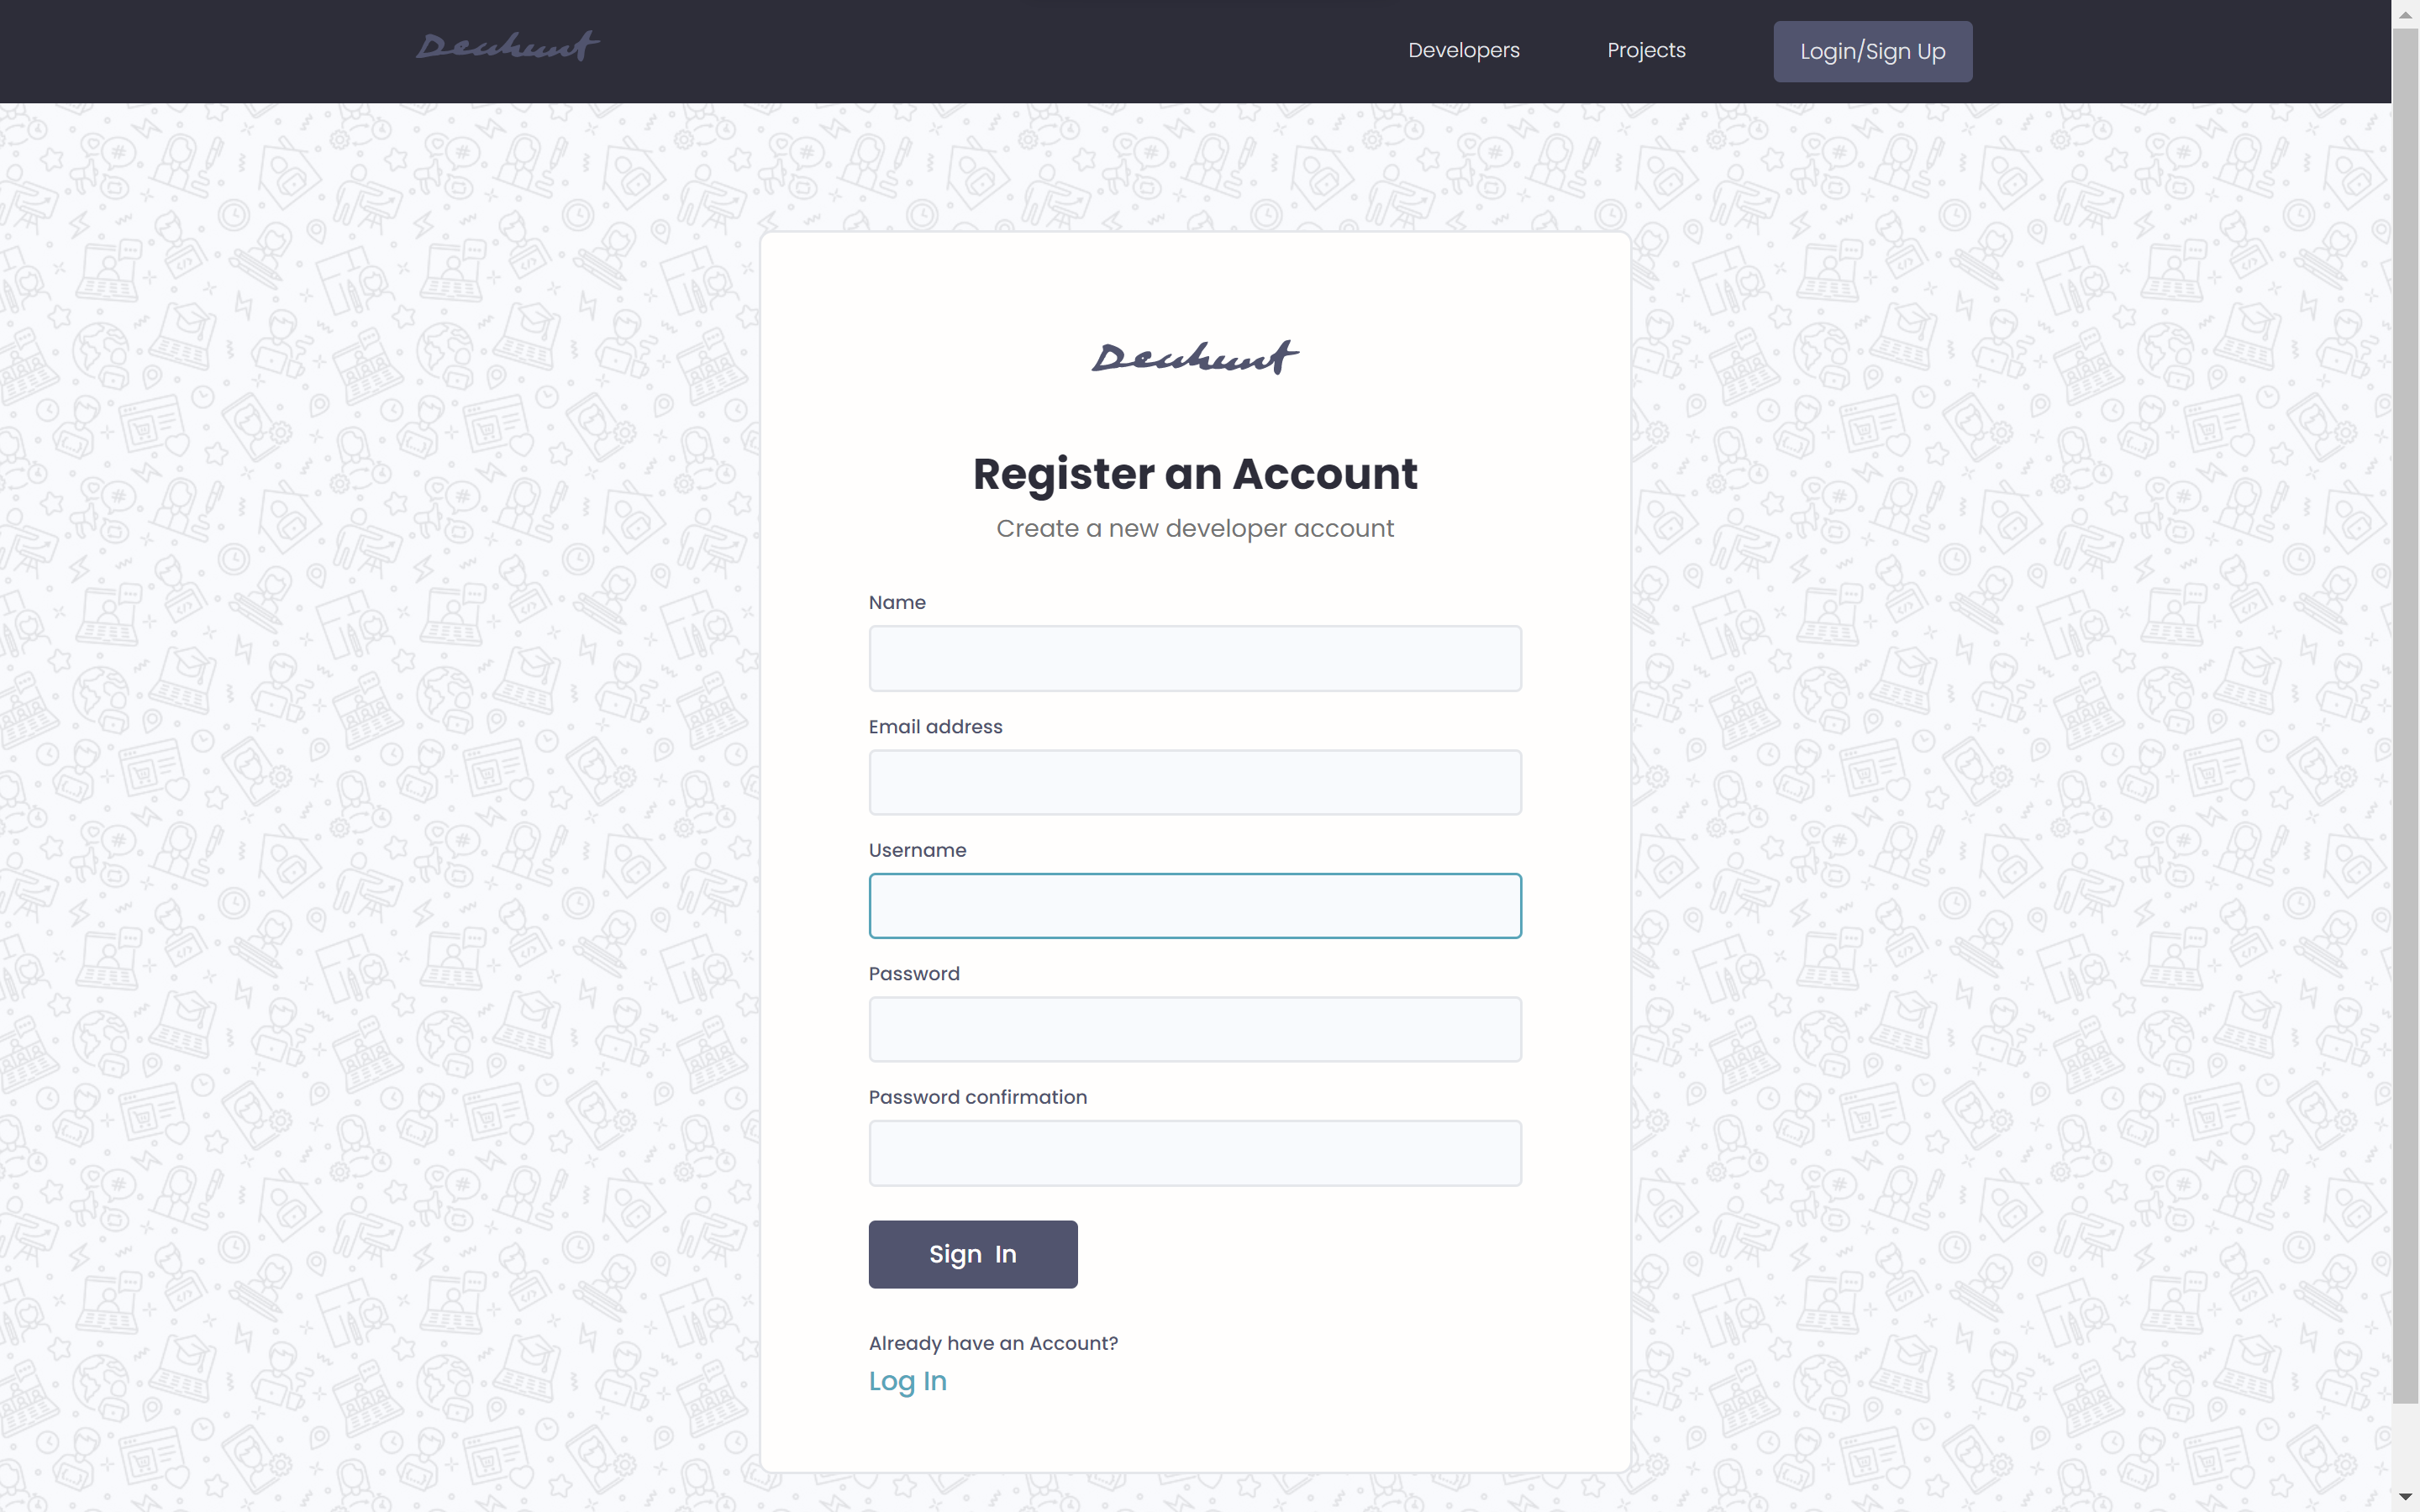 Devhunt
Developers
Projects
Login/Sign Up
Devhunt
Register an Account
Create a new developer account
Name
Email address
Username
Password
Password confirmation
Sign In
Already have an Account?
Log In